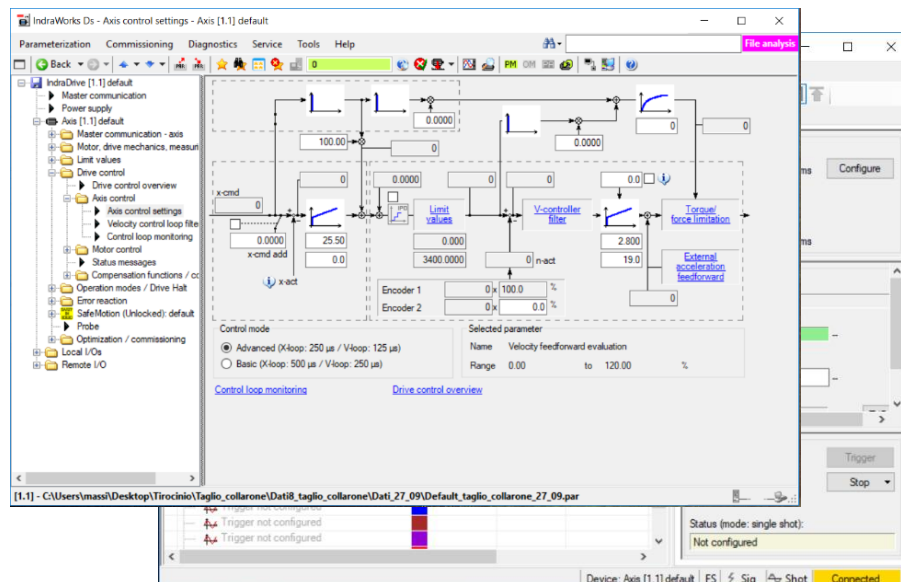 IndraWorks Ds - Axis control settings - Axis [1.1] default
Parameterization Commissioning Diagnostics Service Tools Help
File analysis
Back
0
PM OM
IndraDrive [1.1] default
Master communication
Power supply
Axis [1.1] default
Master communication - axis
Motor, drive mechanics, measuri
Limit values
Drive control
Drive control overview
Axis control
Axis control settings
Velocity control loop filte
Control loop monitoring
Motor control
Status messages
Compensation functions / cc
Operation modes / Drive Halt
Error reaction
SafeMotion (Unlocked): default
Probe
Optimization / commissioning
Local I/Os
Remote I/O
0.0000
0.0000
0 0
100.00 0
x-cmd
0
0 0.0000 0 0 0.0
IPO
Limit values
V-controller filter
Torque/ force limitation
0.0000
x-cmd add
25.50
0.0
x-act
0.000
3400.0000
0 n-act
2.800
19.0
External acceleration feedforward
0
Encoder 1 0 x 100.0 %
Encoder 2 0 x 0.0 %
Control mode
Advanced (X-loop: 250 µs / V-loop: 125 µs)
Basic (X-loop: 500 µs / V-loop: 250 µs)
Selected parameter
Name Velocity feedforward evaluation
Range 0.00 to 120.00 %
Control loop monitoring Drive control overview
[1.1] - C:\Users\massi\Desktop\Tirocinio\Taglio_collarone\Dati8_taglio_collarone\Dati_27_09\Default_taglio_collarone_27_09.par
ms
Configure
ms
Trigger
Stop
Trigger not configured
Trigger not configured
Trigger not configured
Status (mode: single shot):
Not configured
Device: Axis [1.1] default FS Sig Shot Connected